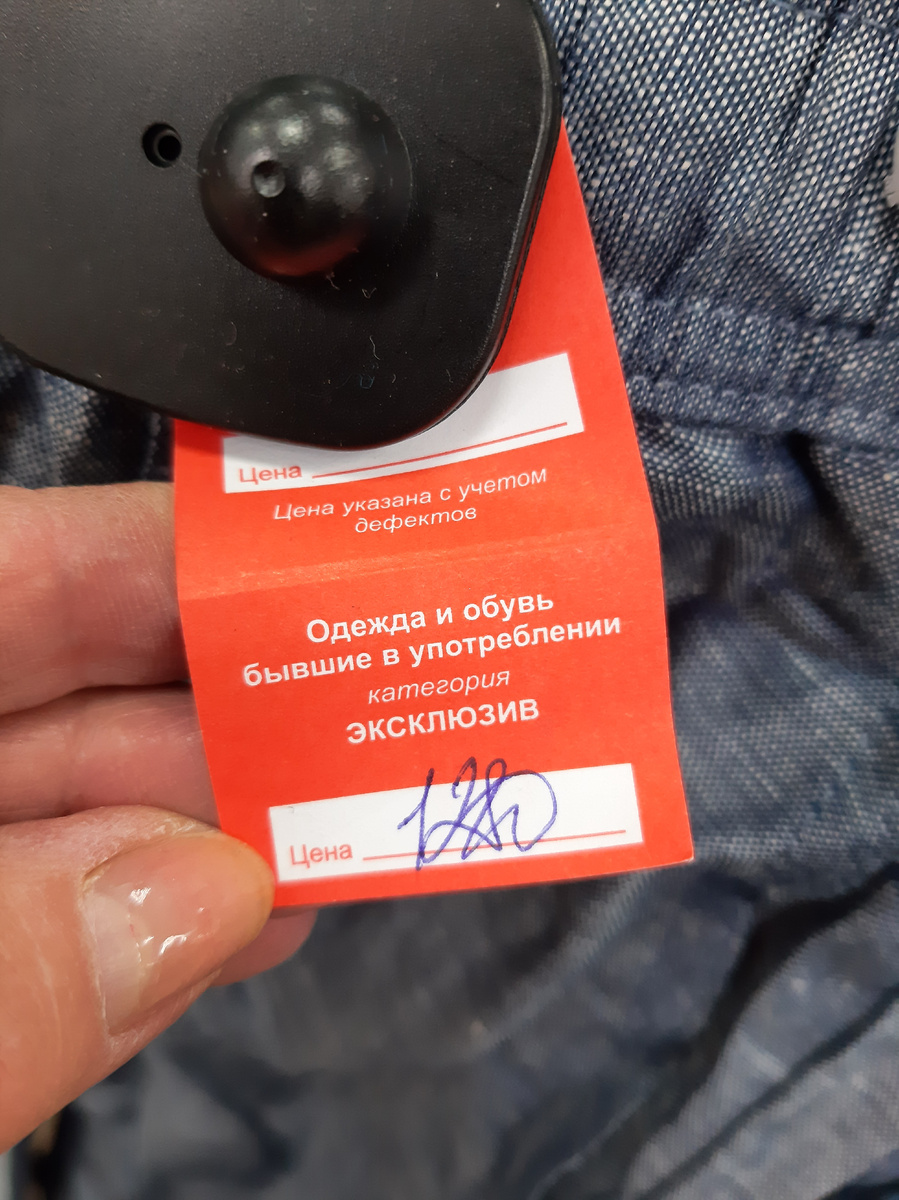 Цена
Цена указана с учетом
дефектов
Одежда и обувь
бывшие в употреблении
категория
ЭКСКЛЮЗИВ
Цена 1280